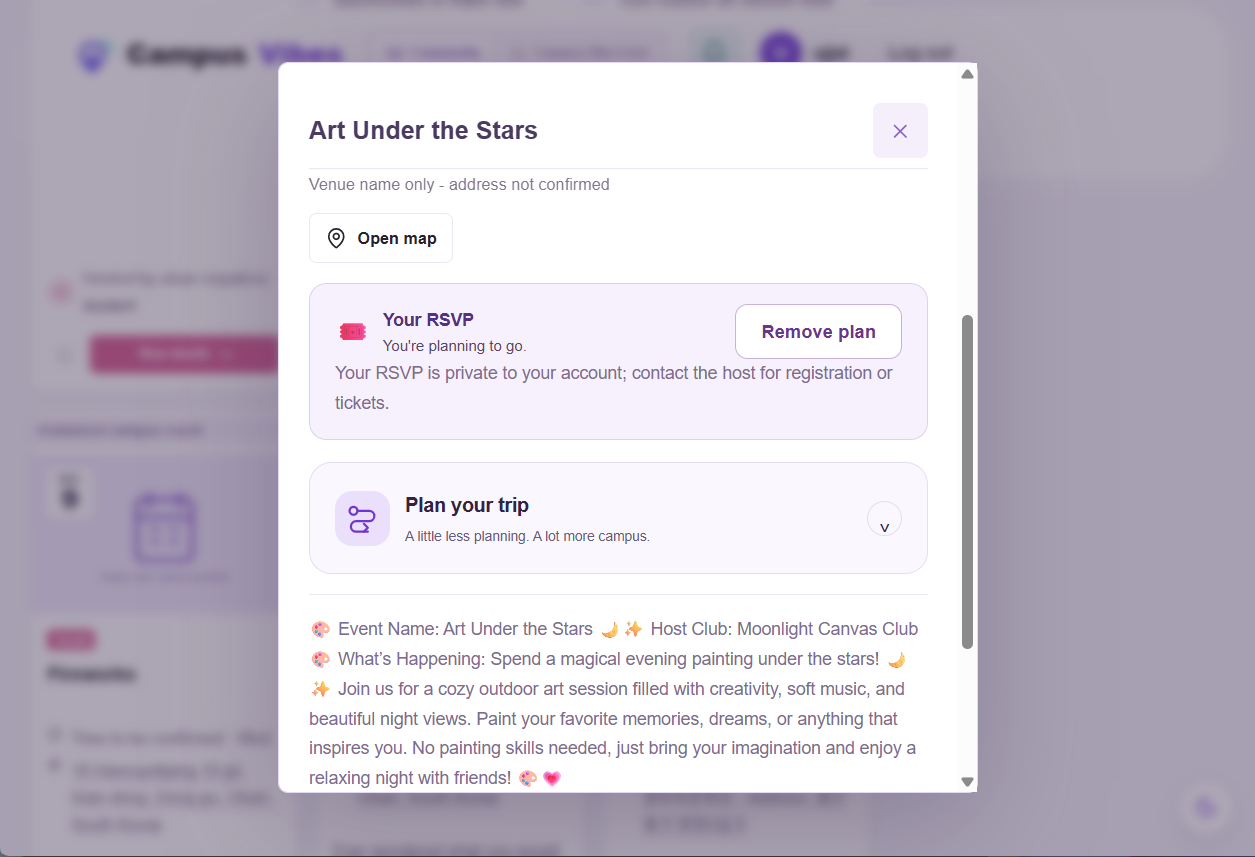 Campus Vibes
Log out
Art Under the Stars
Venue name only - address not confirmed
Open map
Your RSVP
Remove plan
You're planning to go.
Your RSVP is private to your account; contact the host for registration or
tickets.
Plan your trip
A little less planning. A lot more campus.
v
🎨 Event Name: Art Under the Stars 🌙✨ Host Club: Moonlight Canvas Club
🎨 What’s Happening: Spend a magical evening painting under the stars! 🌙
✨ Join us for a cozy outdoor art session filled with creativity, soft music, and
beautiful night views. Paint your favorite memories, dreams, or anything that
inspires you. No painting skills needed, just bring your imagination and enjoy a
relaxing night with friends! 🎨💗
Fireworks